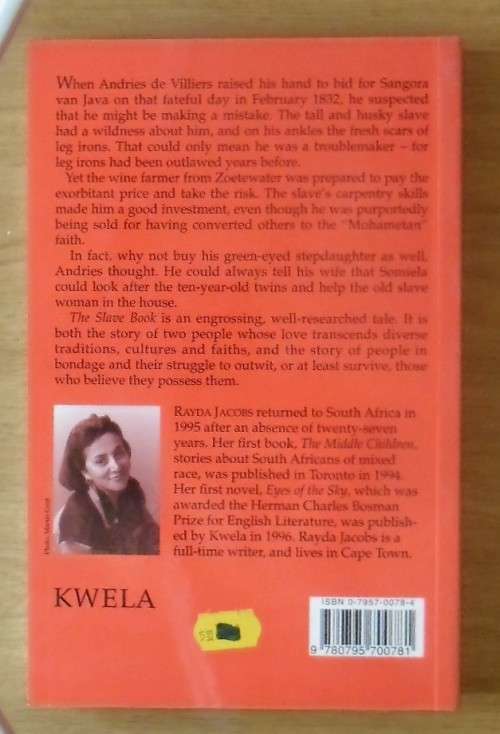 When Andries de Villiers raised his hand to bid for Sangora
van Java on that fateful day in February 1832, he suspected
that he might be making a mistake. The tall and husky slave
had a wildness about him, and on his ankles the fresh scars of
leg irons. That could only mean he was a troublemaker – for
leg irons had been outlawed years before.
Yet the wine farmer from Zoetewater was prepared to pay the
exorbitant price and take the risk. The slave's carpentry skills
made him a good investment, even though he was purportedly
being sold for having converted others to the "Mohametan"
faith.
In fact, why not buy his green-eyed stepdaughter as well,
Andries thought. He could always tell his wife that Somiela
could look after the ten-year-old twins and help the old slave
woman in the house.
The Slave Book is an engrossing, well-researched tale. It is
both the story of two people whose love transcends diverse
traditions, cultures and faiths, and the story of people in
bondage and their struggle to outwit, or at least survive, those
who believe they possess them.
RAYDA JACOBS returned to South Africa in
1995 after an absence of twenty-seven
years. Her first book, The Middle Children,
stories about South Africans of mixed
race, was published in Toronto in 1994.
Her first novel, Eyes of the Sky, which was
awarded the Herman Charles Bosman
Prize for English Literature, was publish-
ed by Kwela in 1996. Rayda Jacobs is a
full-time writer, and lives in Cape Town.
Photo:
KWELA
ISBN 0-7957-0078-4
9 780795 700781